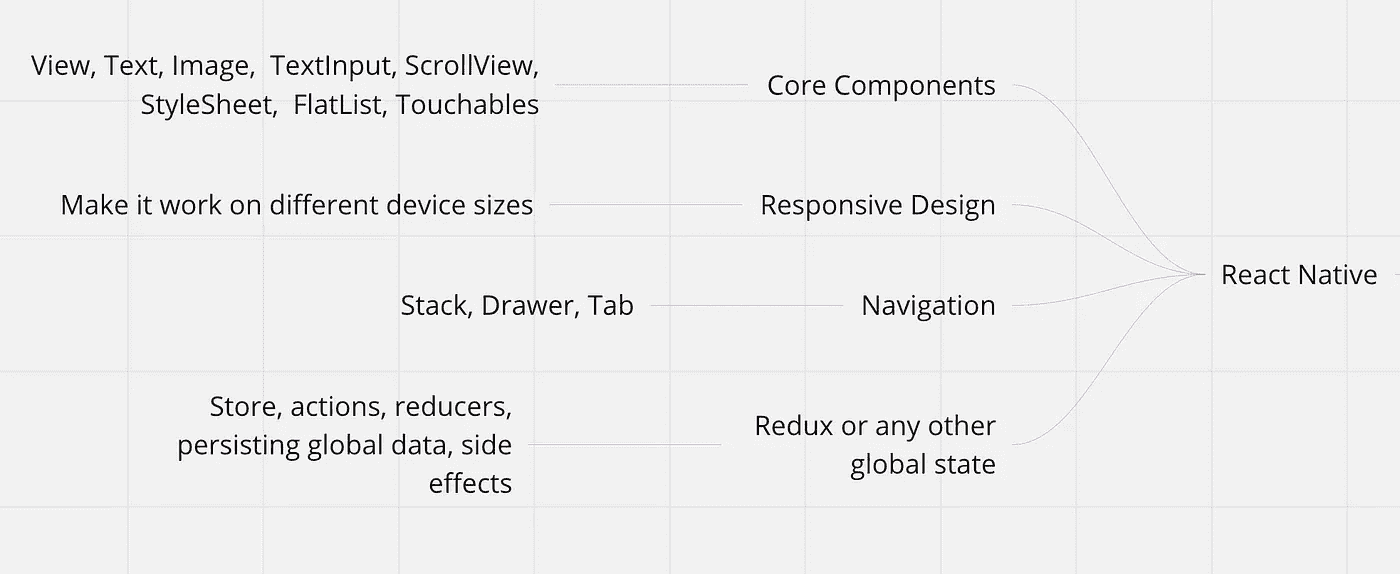 View, Text, Image,  TextInput, ScrollView,
StyleSheet,  FlatList, Touchables
Core Components
Make it work on different device sizes
Responsive Design
React Native
Stack, Drawer, Tab
Navigation
Store, actions, reducers,
persisting global data, side
effects
Redux or any other
global state